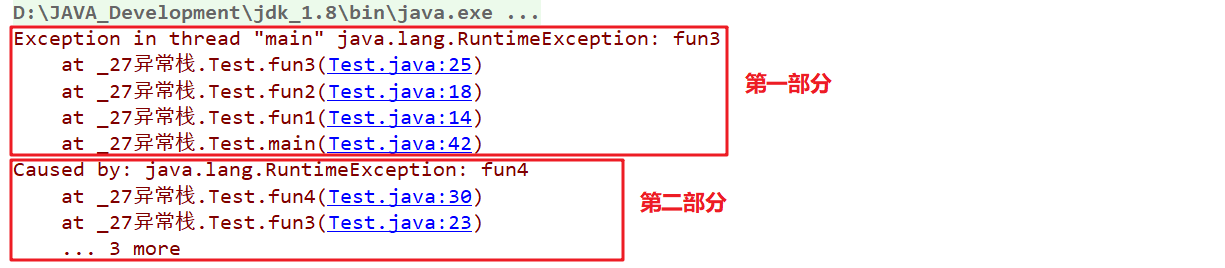 D:\JAVA_Development\jdk_1.8\bin\java.exe ...
Exception in thread "main" java.lang.RuntimeException: fun3
at _27异常栈.Test.fun3(Test.java:25)
at _27异常栈.Test.fun2(Test.java:18)
at _27异常栈.Test.fun1(Test.java:14)
at _27异常栈.Test.main(Test.java:42)
第一部分
Caused by: java.lang.RuntimeException: fun4
at _27异常栈.Test.fun4(Test.java:30)
at _27异常栈.Test.fun3(Test.java:23)
... 3 more
第二部分